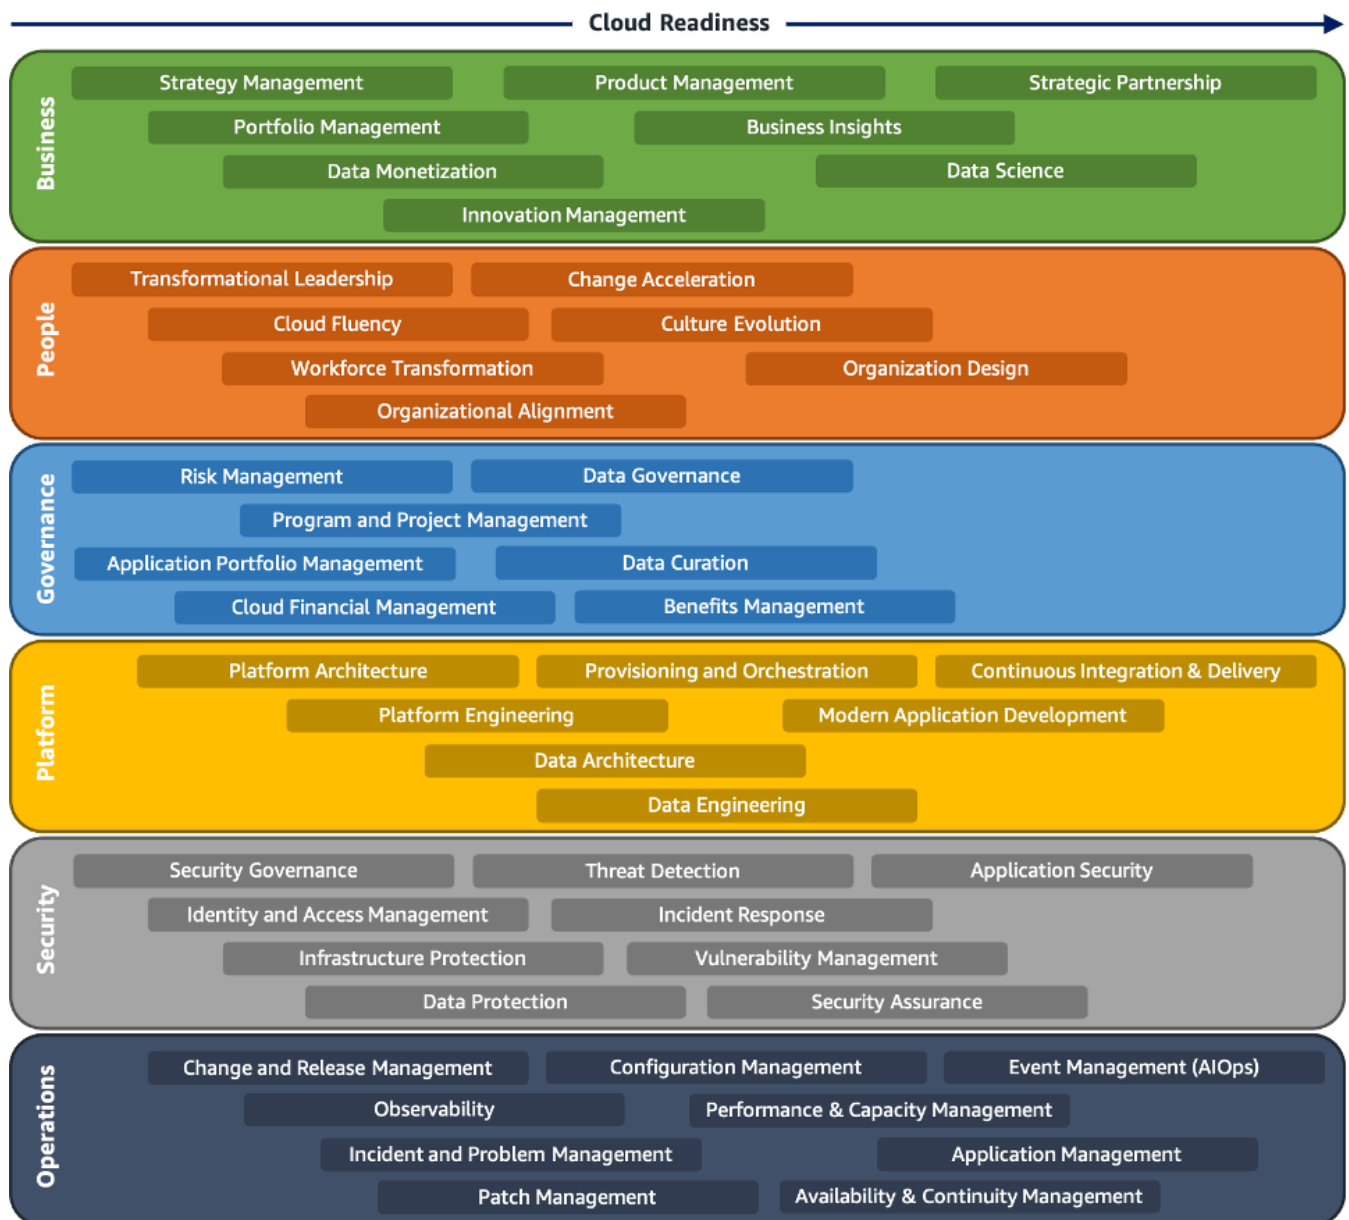 Cloud Readiness
Business
Strategy Management
Product Management
Strategic Partnership
Portfolio Management
Business Insights
Data Monetization
Data Science
Innovation Management
People
Transformational Leadership
Change Acceleration
Cloud Fluency
Culture Evolution
Workforce Transformation
Organization Design
Organizational Alignment
Governance
Risk Management
Data Governance
Program and Project Management
Application Portfolio Management
Data Curation
Cloud Financial Management
Benefits Management
Platform
Platform Architecture
Provisioning and Orchestration
Continuous Integration & Delivery
Platform Engineering
Modern Application Development
Data Architecture
Data Engineering
Security
Security Governance
Threat Detection
Application Security
Identity and Access Management
Incident Response
Infrastructure Protection
Vulnerability Management
Data Protection
Security Assurance
Operations
Change and Release Management
Configuration Management
Event Management (AIOps)
Observability
Performance & Capacity Management
Incident and Problem Management
Application Management
Patch Management
Availability & Continuity Management